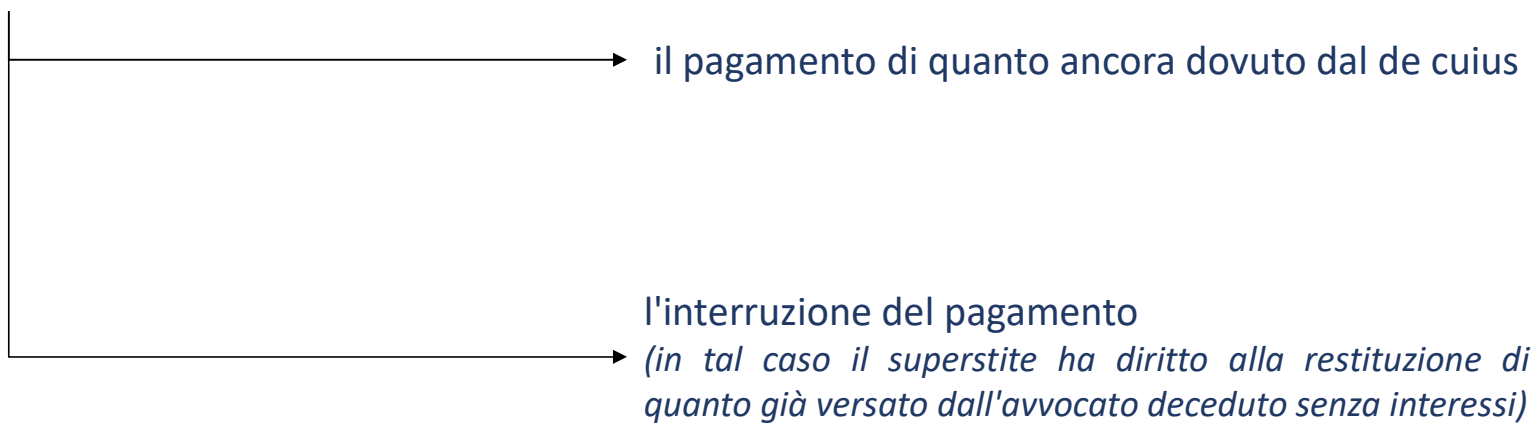 il pagamento di quanto ancora dovuto dal de cuius
l'interruzione del pagamento
(in tal caso il superstite ha diritto alla restituzione di
quanto già versato dall'avvocato deceduto senza interessi)